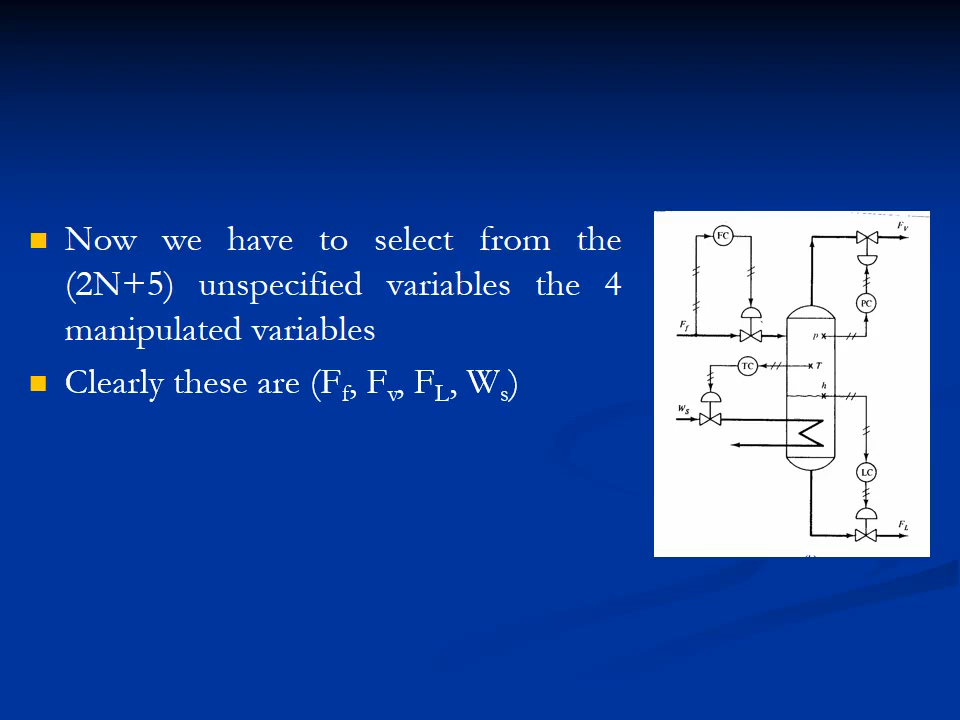 Now we have to select from the
(2N+5) unspecified variables the 4
manipulated variables
Clearly these are (Ff, Fv, FL, Ws)
FV
FC
PC
Ff
p
TC
T
h
WS
LC
FL